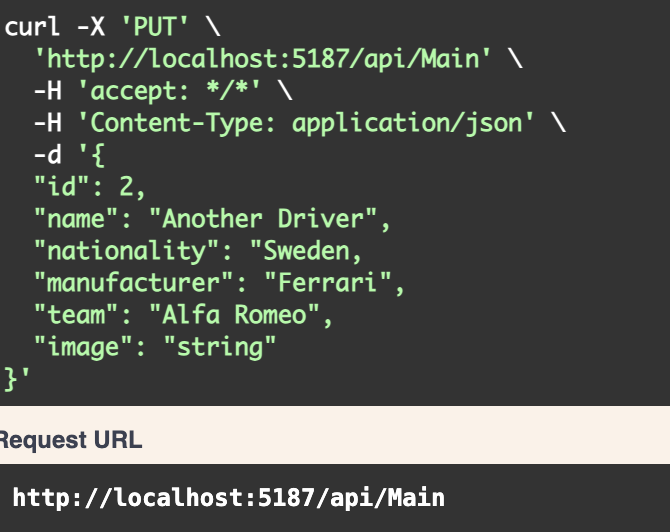 curl -X 'PUT' \
  'http://localhost:5187/api/Main' \
  -H 'accept: */*' \
  -H 'Content-Type: application/json' \
  -d '{
  "id": 2,
  "name": "Another Driver",
  "nationality": "Sweden,
  "manufacturer": "Ferrari",
  "team": "Alfa Romeo",
  "image": "string"
}'
Request URL
http://localhost:5187/api/Main